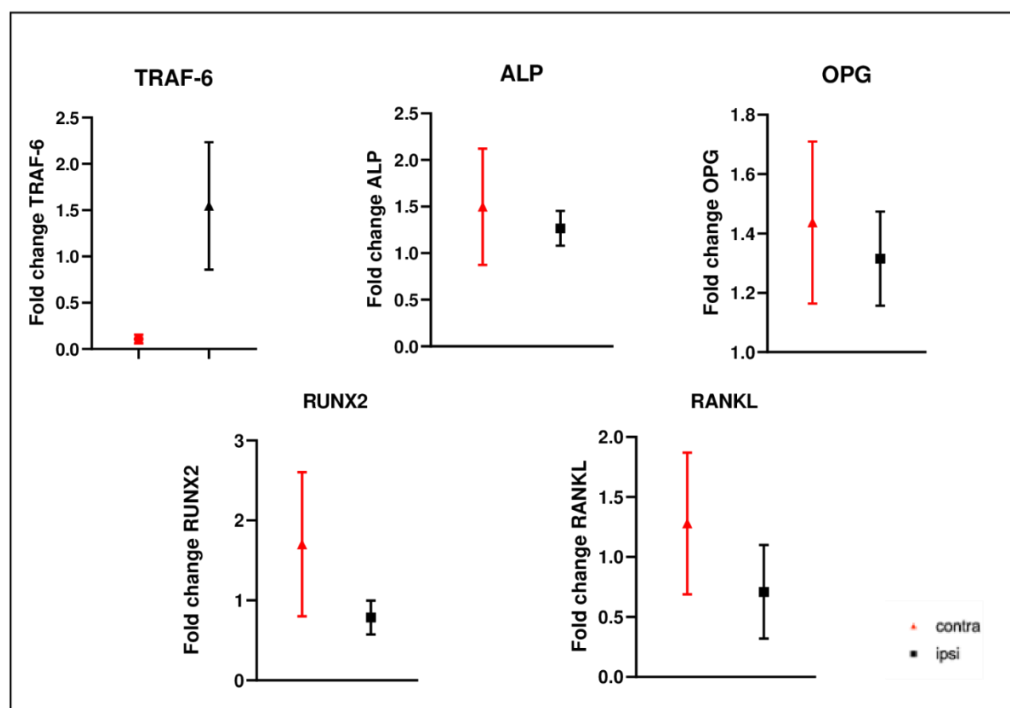 TRAF-6
Fold change TRAF-6
2.5
2.0
1.5
1.0
0.5
0.0
ALP
Fold change ALP
2.5
2.0
1.5
1.0
0.5
0.0
OPG
Fold change OPG
1.8
1.6
1.4
1.2
1.0
RUNX2
Fold change RUNX2
3
2
1
0
RANKL
Fold change RANKL
2.0
1.5
1.0
0.5
0.0
contra
ipsi